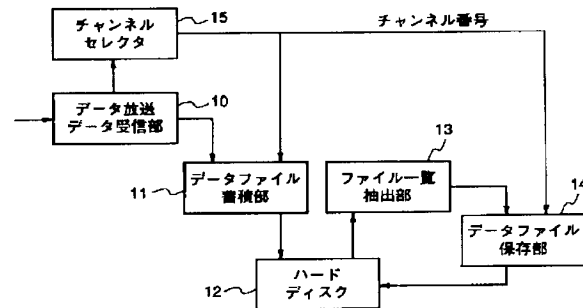 チャンネル
セレクタ
15
チャンネル番号
データ放送
データ受信部
10
データファイル
蓄積部
11
ファイル一覧
抽出部
13
データファイル
保存部
14
ハード
ディスク
12